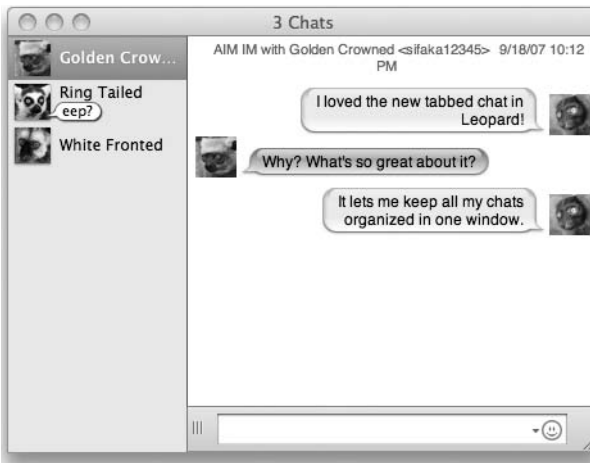 3 Chats
Golden Crow...
Ring Tailed
eep?
White Fronted
AIM IM with Golden Crowned <sifaka12345> 9/18/07 10:12
PM
I loved the new tabbed chat in
Leopard!
Why? What's so great about it?
It lets me keep all my chats
organized in one window.